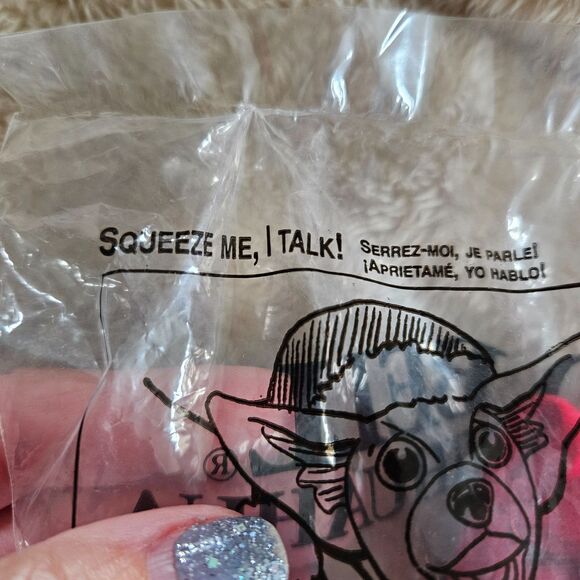 SQUEEZE ME, I TALK!
SERREZ-MOI, JE PARLE!
¡APRIETAMÉ, YO HABLO!
®